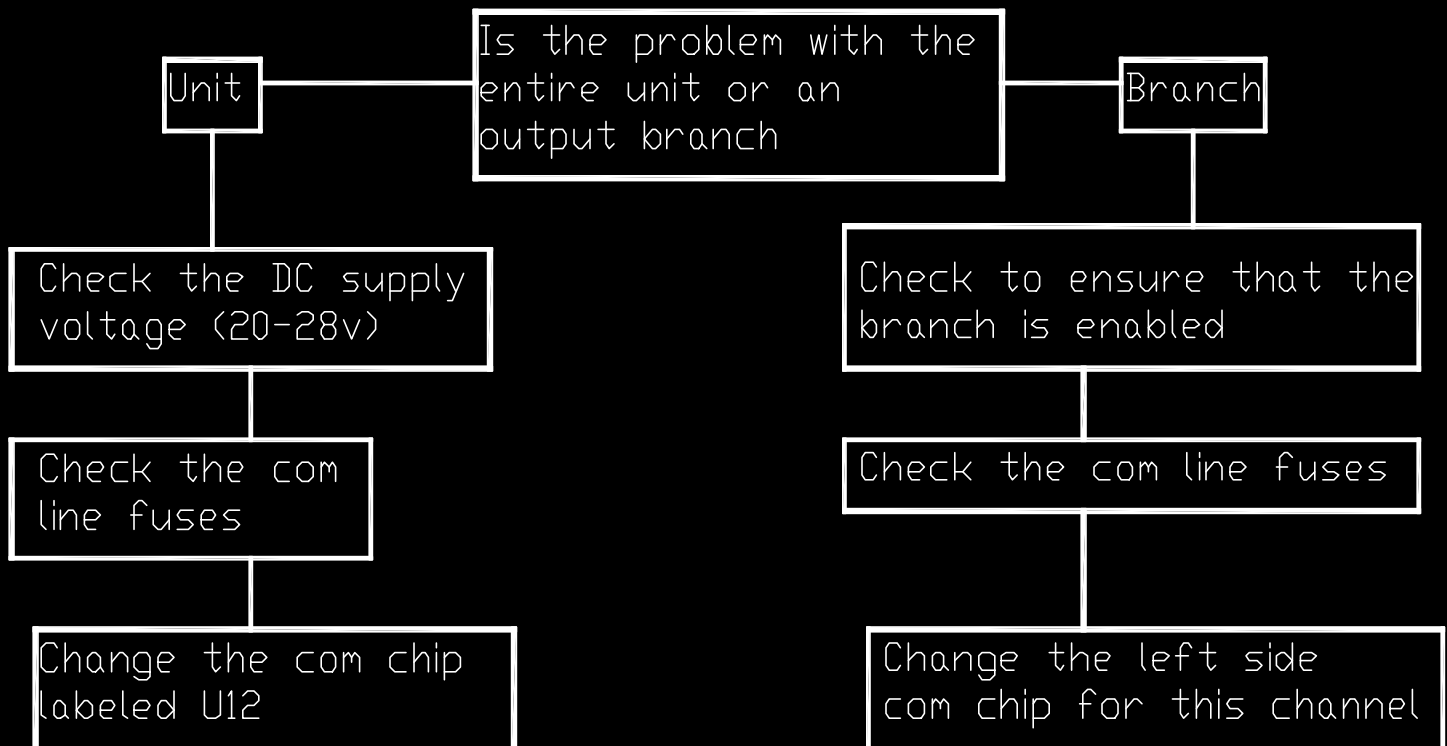 Is the problem with the
entire unit or an
output branch
Unit
Branch
Check the DC supply
voltage (20-28v)
Check to ensure that the
branch is enabled
Check the com
line fuses
Check the com line fuses
Change the com chip
labeled U12
Change the left side
com chip for this channel